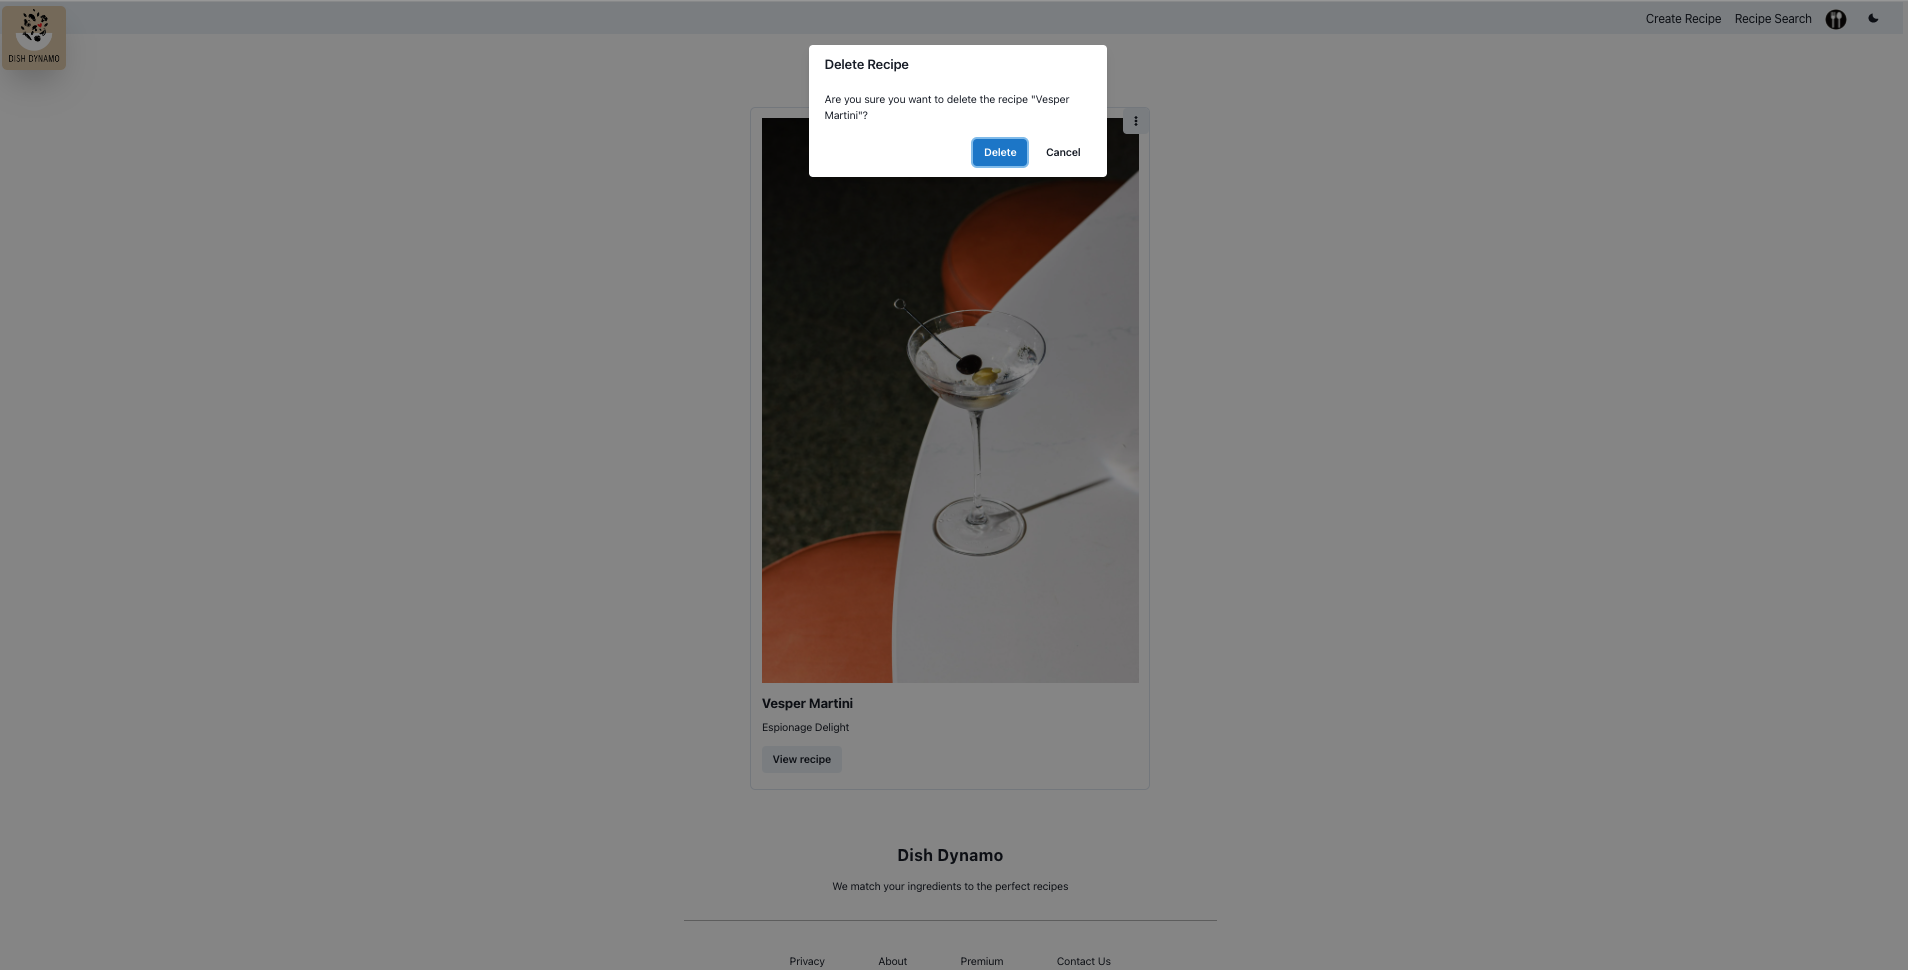 DISH DYNAMO
Create Recipe
Recipe Search
Delete Recipe
Are you sure you want to delete the recipe "Vesper
Martini"?
Delete
Cancel
Vesper Martini
Espionage Delight
View recipe
Dish Dynamo
We match your ingredients to the perfect recipes
Privacy
About
Premium
Contact Us